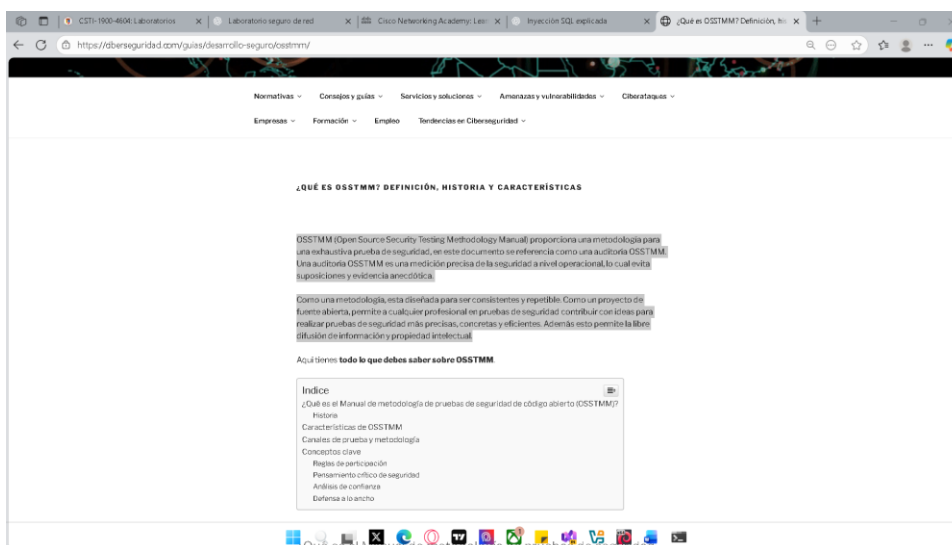 CSTI-1900-4604: Laboratorios
Laboratorio seguro de red
Cisco Networking Academy: Lear
Inyección SQL explicada
¿Qué es OSSTMM? Definición, his
https://ciberseguridad.com/guias/desarrollo-seguro/osstmm/
Normativas
Consejos y guías
Servicios y soluciones
Amenazas y vulnerabilidades
Ciberataques
Empresas
Formación
Empleo
Tendencias en Ciberseguridad
¿QUÉ ES OSSTMM? DEFINICIÓN, HISTORIA Y CARACTERÍSTICAS
OSSTMM (Open Source Security Testing Methodology Manual) proporciona una metodología para
una exhaustiva prueba de seguridad, en este documento se referencia como una auditoría OSSTMM.
Una auditoría OSSTMM es una medición precisa de la seguridad a nivel operacional, lo cual evita
suposiciones y evidencia anecdótica.
Como una metodología, esta diseñada para ser consistentes y repetible. Como un proyecto de
fuente abierta, permite a cualquier profesional en pruebas de seguridad contribuir con ideas para
realizar pruebas de seguridad más precisas, concretas y eficientes. Además esto permite la libre
difusión de información y propiedad intelectual.
Aquí tienes todo lo que debes saber sobre OSSTMM.
Indice
¿Qué es el Manual de metodología de pruebas de seguridad de código abierto (OSSTMM)?
Historia
Características de OSSTMM
Canales de prueba y metodología
Conceptos clave
Reglas de participación
Pensamiento crítico de seguridad
Análisis de confianza
Defensa a lo ancho